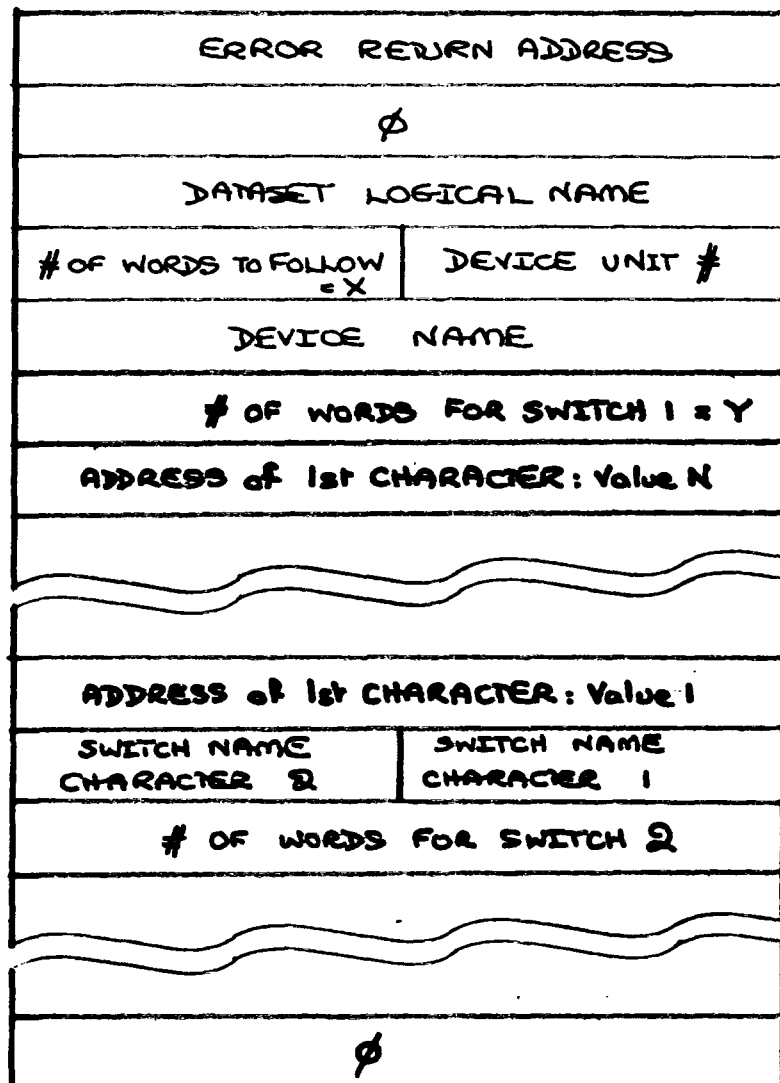 ERROR RETURN ADDRESS
Ø
DATASET LOGICAL NAME
# OF WORDS TO FOLLOW
= X
DEVICE UNIT #
DEVICE NAME
# OF WORDS FOR SWITCH 1 = Y
ADDRESS of 1st CHARACTER: Value N
ADDRESS of 1st CHARACTER: Value 1
SWITCH NAME
CHARACTER 2
SWITCH NAME
CHARACTER 1
# OF WORDS FOR SWITCH 2
Ø